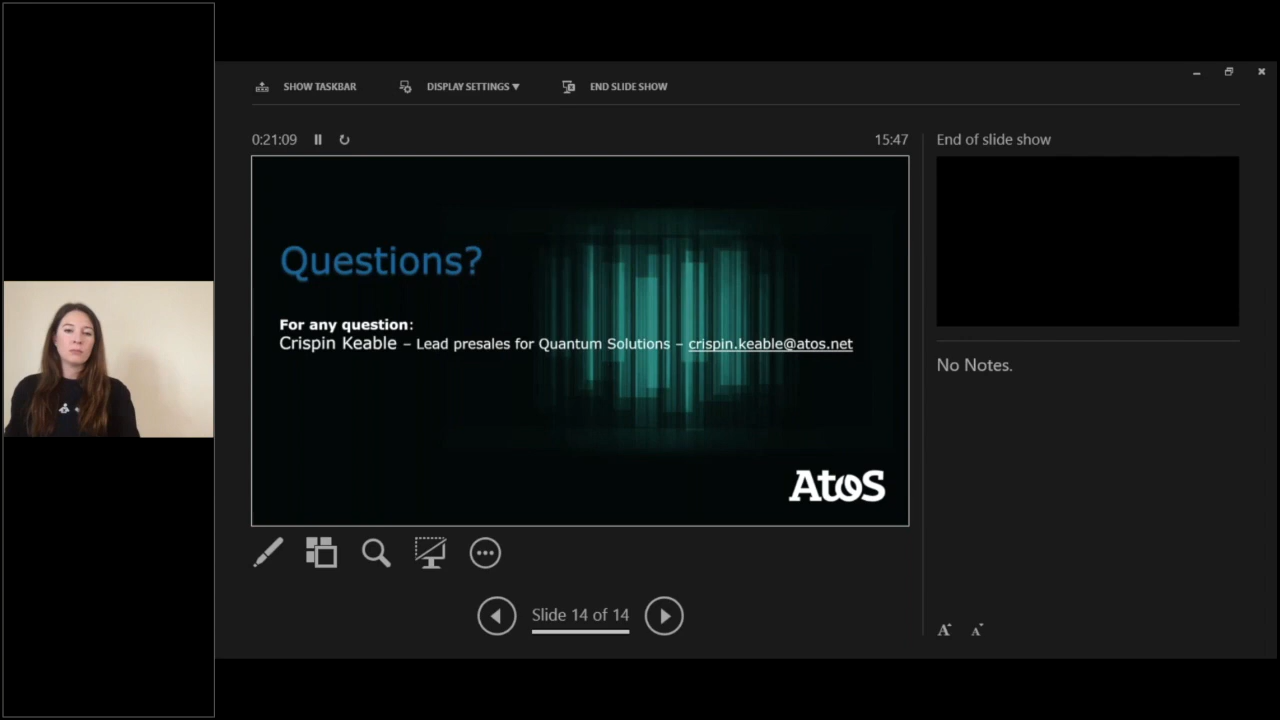 SHOW TASKBAR
DISPLAY SETTINGS ▼
END SLIDE SHOW
0:21:09
15:47
End of slide show
Questions?
For any question:
Crispin Keable – Lead presales for Quantum Solutions – crispin.keable@atos.net
No Notes.
Atos
Slide 14 of 14
A A